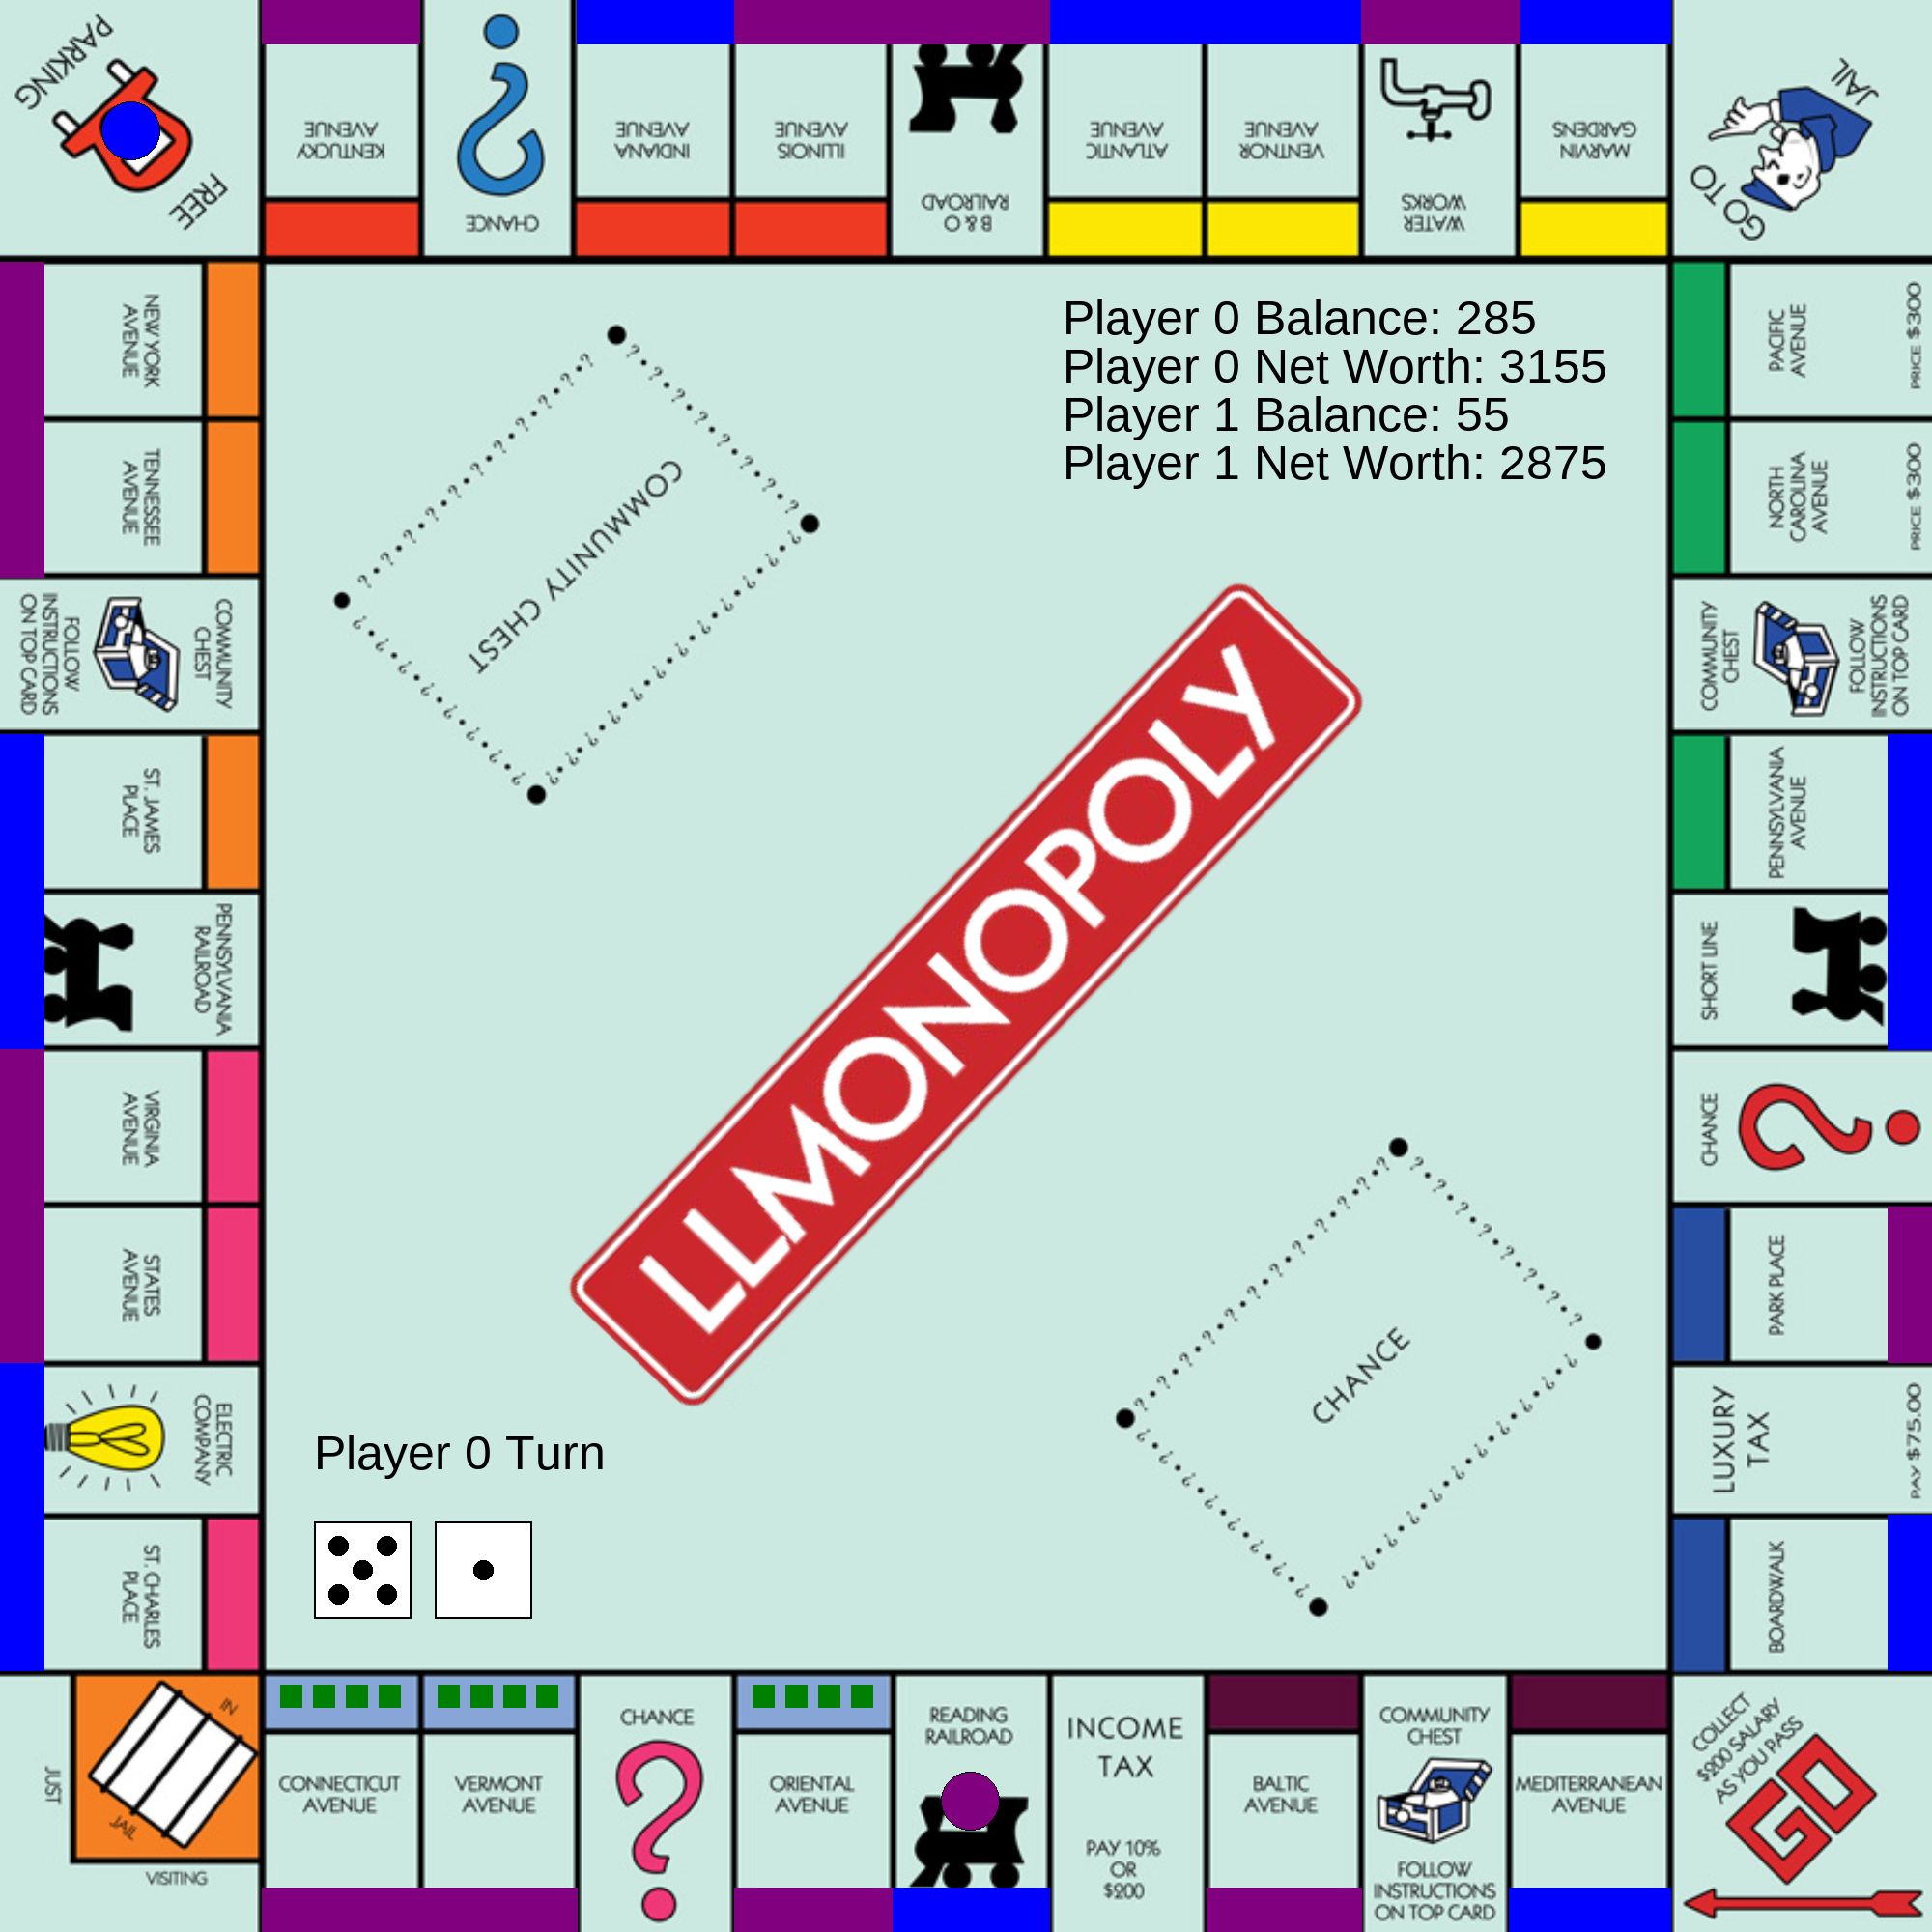 PARKING
FREE
KENTUCKY
AVENUE
CHANCE
INDIANA
AVENUE
ILLINOIS
AVENUE
B & O
RAILROAD
ATLANTIC
AVENUE
VENTNOR
AVENUE
WATER
WORKS
MARVIN
GARDENS
GO TO
JAIL
NEW YORK
AVENUE
TENNESSEE
AVENUE
COMMUNITY
CHEST
FOLLOW
INSTRUCTIONS
ON TOP CARD
ST. JAMES
PLACE
PENNSYLVANIA
RAILROAD
VIRGINIA
AVENUE
STATES
AVENUE
ELECTRIC
COMPANY
ST. CHARLES
PLACE
Player 0 Balance: 285
Player 0 Net Worth: 3155
Player 1 Balance: 55
Player 1 Net Worth: 2875
COMMUNITY CHEST
LLMONOPOLY
CHANCE
Player 0 Turn
PACIFIC
AVENUE
PRICE $300
NORTH
CAROLINA
AVENUE
PRICE $300
COMMUNITY
CHEST
FOLLOW
INSTRUCTIONS
ON TOP CARD
PENNSYLVANIA
AVENUE
SHORT LINE
CHANCE
PARK PLACE
LUXURY
TAX
PAY $75.00
BOARDWALK
JUST
VISITING
IN
JAIL
CONNECTICUT
AVENUE
VERMONT
AVENUE
CHANCE
ORIENTAL
AVENUE
READING
RAILROAD
INCOME
TAX
PAY 10%
OR
$200
BALTIC
AVENUE
COMMUNITY
CHEST
FOLLOW
INSTRUCTIONS
ON TOP CARD
MEDITERRANEAN
AVENUE
COLLECT
$200 SALARY
AS YOU PASS
GO